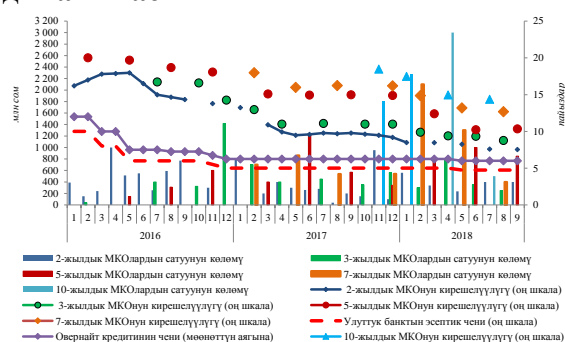 млн сом
пайыздар
3 200
3 000
2 800
2 600
2 400
2 200
2 000
1 800
1 600
1 400
1 200
1 000
800
600
400
200
0
25
20
15
10
5
0
1 2 3 4 5 6 7 8 9 10 11 12 1 2 3 4 5 6 7 8 9 10 11 12 1 2 3 4 5 6 7 8 9
2016 2017 2018
2-жылдык МКОлардын сатуунун көлөмү
3-жылдык МКОлардын сатуунун көлөмү
5-жылдык МКОлардын сатуунун көлөмү
7-жылдык МКОлардын сатуунун көлөмү
10-жылдык МКОлардын сатуунун көлөмү
2-жылдык МКОнун кирешелүүлүгү (оң шкала)
3-жылдык МКОнун кирешелүүлүгү (оң шкала)
5-жылдык МКОнун кирешелүүлүгү (оң шкала)
7-жылдык МКОнун кирешелүүлүгү (оң шкала)
Улуттук банктын эсептик чени (оң шкала)
Овернайт кредитинин чени (мөөнөттүн аягына)
10-жылдык МКОнун кирешелүүлүгү (оң шкала)